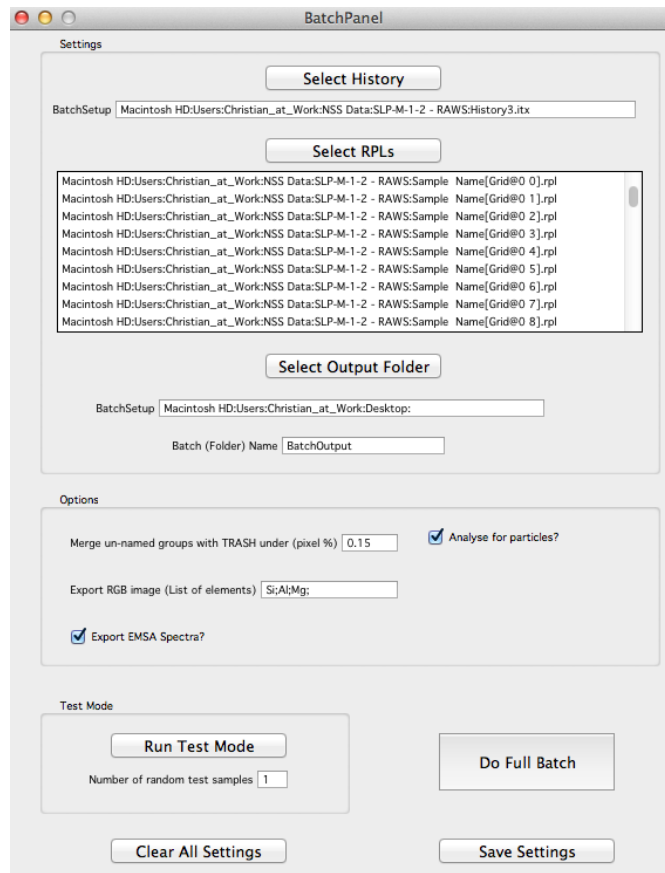 BatchPanel
Settings
Select History
BatchSetup Macintosh HD:Users:Christian_at_Work:NSS Data:SLP-M-1-2 - RAWS:History3.itx
Select RPLs
Macintosh HD:Users:Christian_at_Work:NSS Data:SLP-M-1-2 - RAWS:Sample  Name[Grid@0 0].rpl
Macintosh HD:Users:Christian_at_Work:NSS Data:SLP-M-1-2 - RAWS:Sample  Name[Grid@0 1].rpl
Macintosh HD:Users:Christian_at_Work:NSS Data:SLP-M-1-2 - RAWS:Sample  Name[Grid@0 2].rpl
Macintosh HD:Users:Christian_at_Work:NSS Data:SLP-M-1-2 - RAWS:Sample  Name[Grid@0 3].rpl
Macintosh HD:Users:Christian_at_Work:NSS Data:SLP-M-1-2 - RAWS:Sample  Name[Grid@0 4].rpl
Macintosh HD:Users:Christian_at_Work:NSS Data:SLP-M-1-2 - RAWS:Sample  Name[Grid@0 5].rpl
Macintosh HD:Users:Christian_at_Work:NSS Data:SLP-M-1-2 - RAWS:Sample  Name[Grid@0 6].rpl
Macintosh HD:Users:Christian_at_Work:NSS Data:SLP-M-1-2 - RAWS:Sample  Name[Grid@0 7].rpl
Macintosh HD:Users:Christian_at_Work:NSS Data:SLP-M-1-2 - RAWS:Sample  Name[Grid@0 8].rpl
Select Output Folder
BatchSetup Macintosh HD:Users:Christian_at_Work:Desktop:
Batch (Folder) Name BatchOutput
Options
Merge un-named groups with TRASH under (pixel %) 0.15
Analyse for particles?
Export RGB image (List of elements) Si;Al;Mg;
Export EMSA Spectra?
Test Mode
Run Test Mode
Do Full Batch
Number of random test samples 1
Clear All Settings
Save Settings